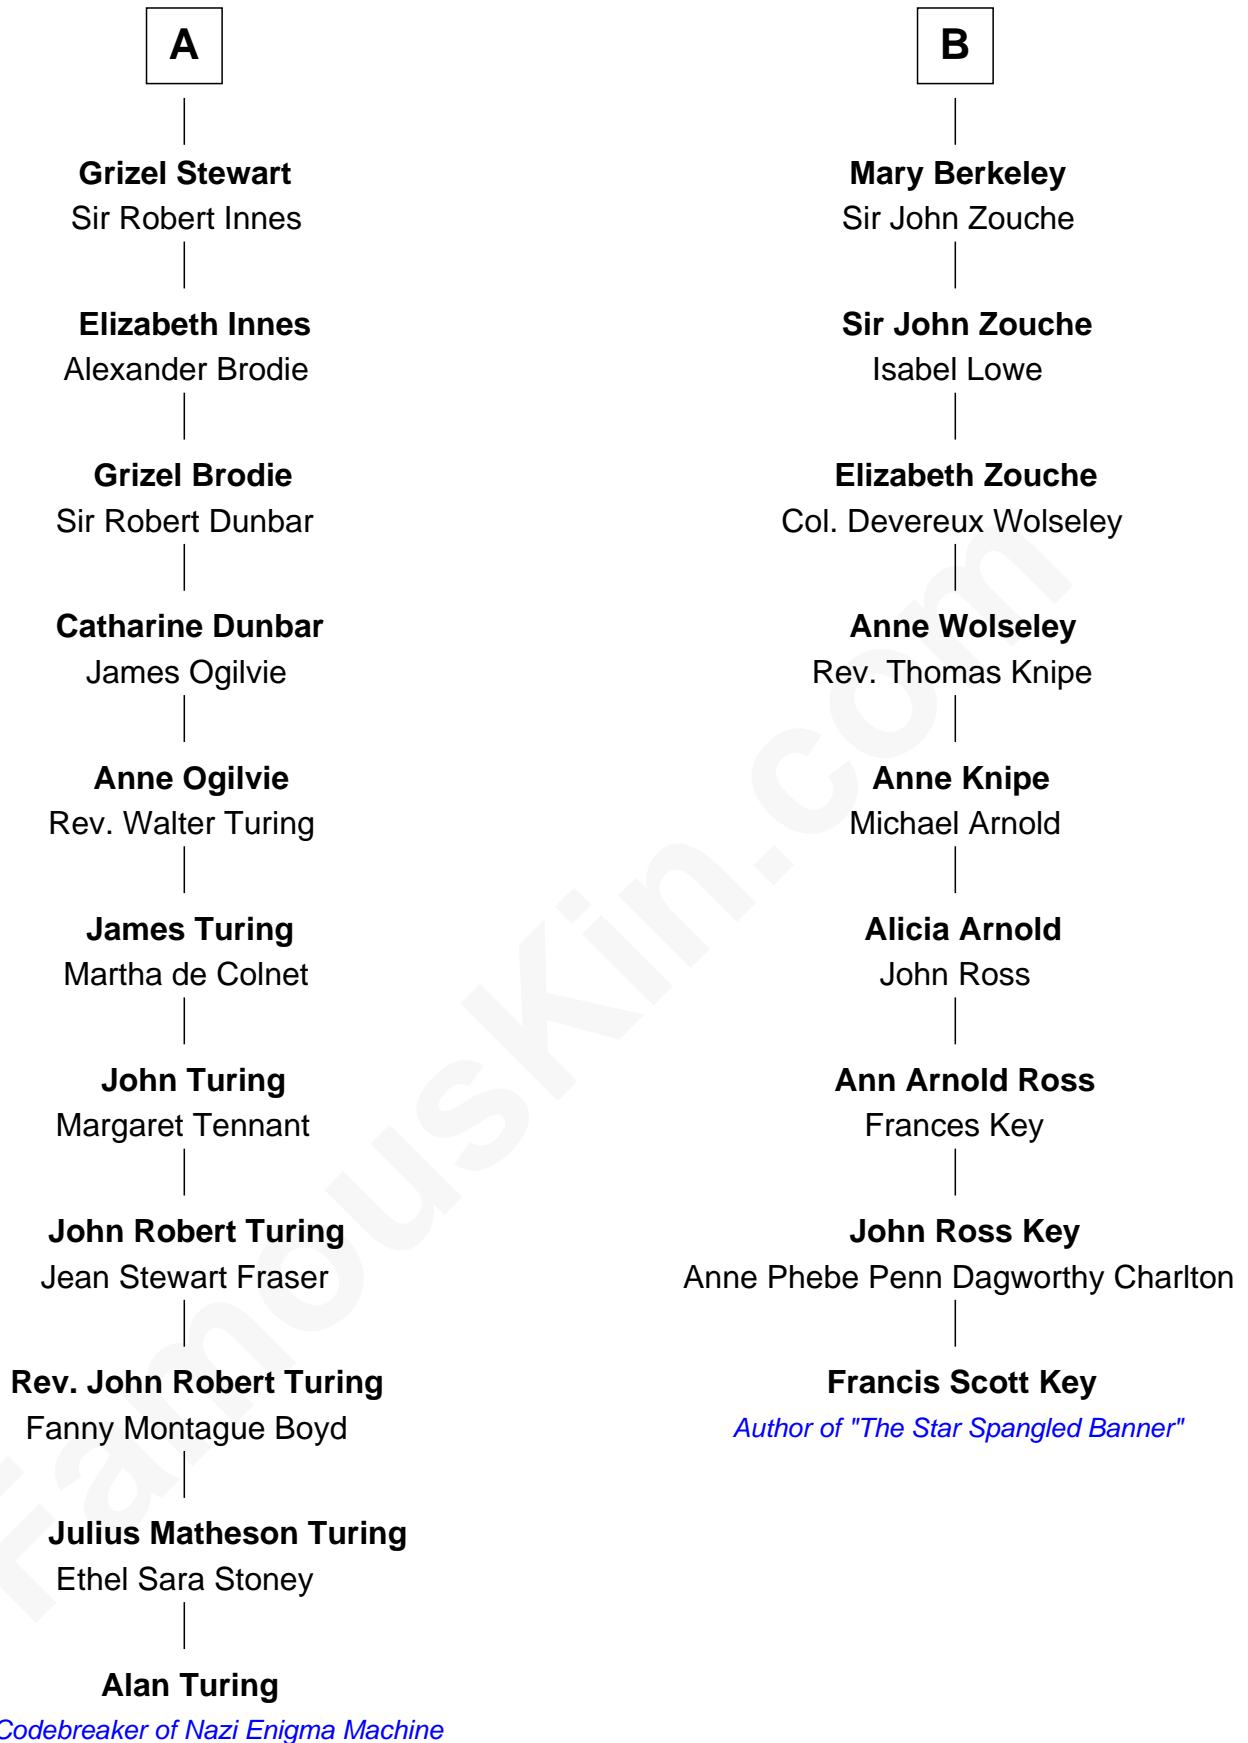 A
Grizel Stewart
Sir Robert Innes
Elizabeth Innes
Alexander Brodie
Grizel Brodie
Sir Robert Dunbar
Catharine Dunbar
James Ogilvie
Anne Ogilvie
Rev. Walter Turing
James Turing
Martha de Colnet
John Turing
Margaret Tennant
John Robert Turing
Jean Stewart Fraser
Rev. John Robert Turing
Fanny Montague Boyd
Julius Matheson Turing
Ethel Sara Stoney
Alan Turing
Codebreaker of Nazi Enigma Machine
B
Mary Berkeley
Sir John Zouche
Sir John Zouche
Isabel Lowe
Elizabeth Zouche
Col. Devereux Wolseley
Anne Wolseley
Rev. Thomas Knipe
Anne Knipe
Michael Arnold
Alicia Arnold
John Ross
Ann Arnold Ross
Frances Key
John Ross Key
Anne Phebe Penn Dagworthy Charlton
Francis Scott Key
Author of "The Star Spangled Banner"
FamousKin.com